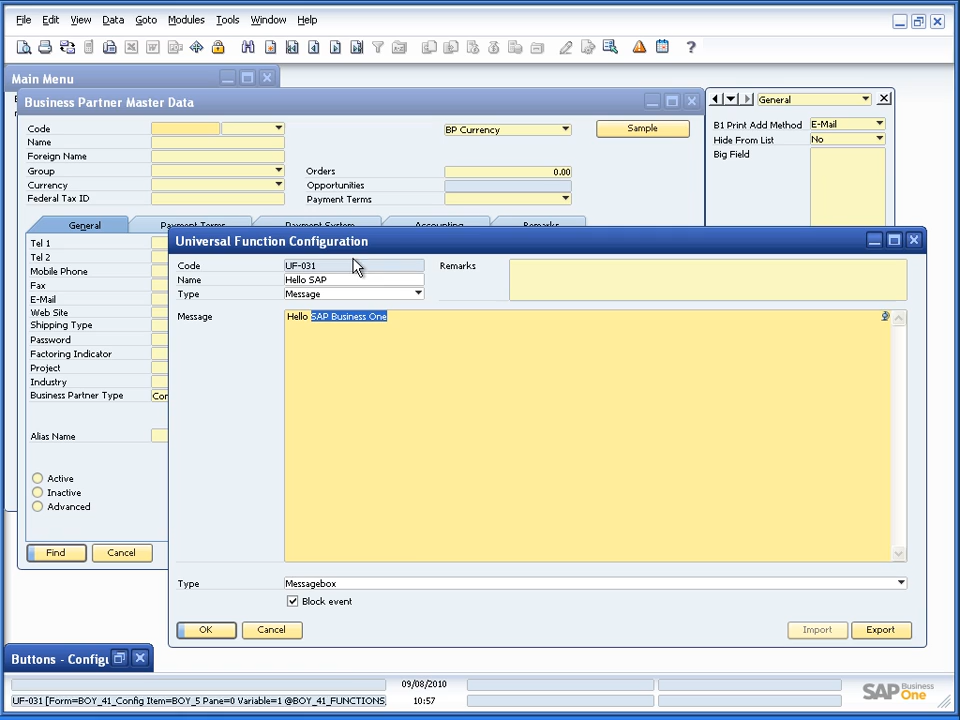 File Edit View Data Goto Modules Tools Window Help
Main Menu
Business Partner Master Data
General
Code
BP Currency
Sample
B1 Print Add Method E-Mail
Name
Hide From List No
Foreign Name
Big Field
Group
Orders 0.00
Currency
Opportunities
Federal Tax ID
Payment Terms
General Payment Terms Payment System Accounting Remarks
Tel 1
Tel 2
Mobile Phone
Fax
E-Mail
Web Site
Shipping Type
Password
Factoring Indicator
Project
Industry
Business Partner Type
Alias Name
Active
Inactive
Advanced
Find Cancel
Universal Function Configuration
Code UF-031
Remarks
Name Hello SAP
Type Message
Message Hello SAP Business One
Type Messagebox
Block event
OK Cancel Import Export
Buttons -
09/08/2010
UF-031 [Form=BOY_41_Config Item=BOY_5 Pane=0 Variable=1 @BOY_41_FUNCTIONS.
10:57
SAP Business One